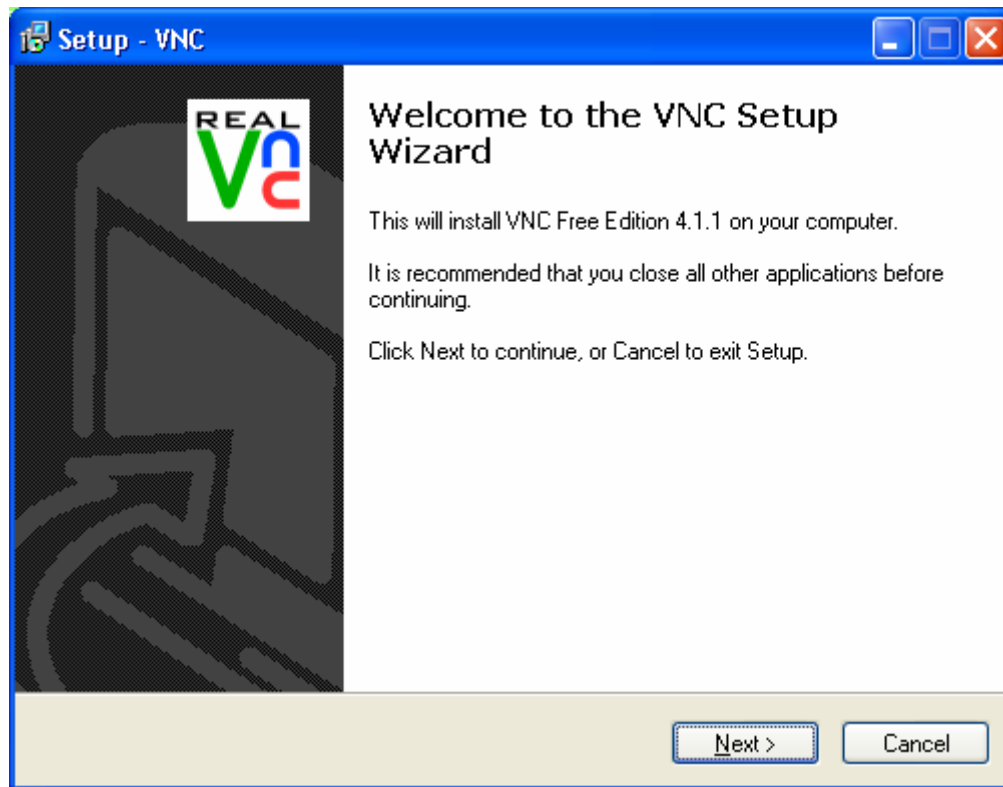 Setup - VNC
REAL
VNC
Welcome to the VNC Setup
Wizard
This will install VNC Free Edition 4.1.1 on your computer.
It is recommended that you close all other applications before
continuing.
Click Next to continue, or Cancel to exit Setup.
Next >
Cancel